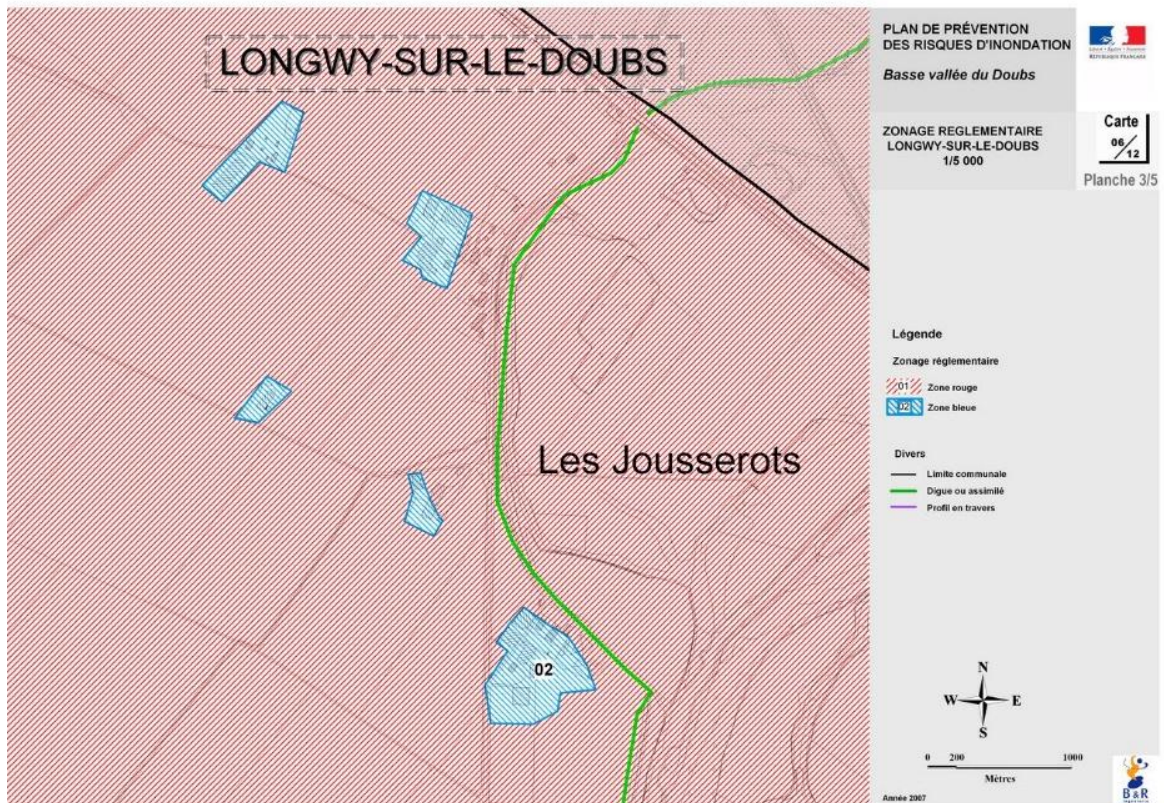 LONGWY-SUR-LE-DOUBS
Les Jousserots
02
PLAN DE PRÉVENTION
DES RISQUES D'INONDATION
Basse vallée du Doubs
RÉPUBLIQUE FRANÇAISE
ZONAGE REGLEMENTAIRE
LONGWY-SUR-LE-DOUBS
1/5 000
Carte
06/12
Planche 3/5
Légende
Zonage réglementaire
01 Zone rouge
02 Zone bleue
Divers
Limite communale
Digue ou assimilé
Profil en travers
N
W E
S
0 200 1000
Mètres
Année 2007
B & R